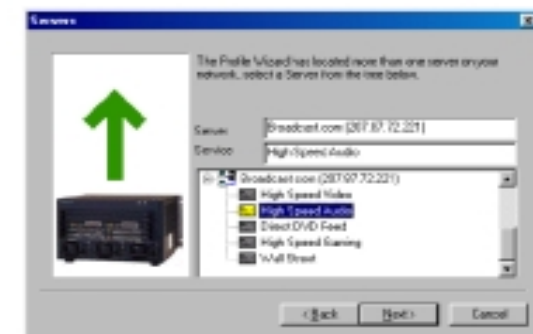 Servers
The Profile Wizard has located more than one server on your
network, select a Server from the tree below.
Server: Broadcast.com (207.87.72.221)
Service High Speed Audio
Broadcast.com (207.87.72.221)
High Speed Video
High Speed Audio
Direct DVD Feed
High Speed Gaming
Wall Street
< Back
Next >
Cancel